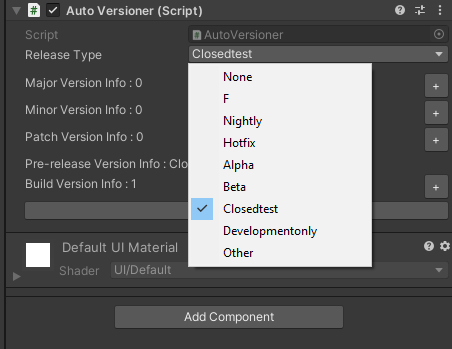 Auto Versioner (Script)
Script
AutoVersioner
Release Type
Closedtest
None
Major Version Info : 0
+
F
Minor Version Info : 0
+
Nightly
Patch Version Info : 0
+
Hotfix
Pre-release Version Info : Clo
Alpha
Build Version Info : 1
+
Beta
Closedtest
Developmentonly
Other
Default UI Material
Shader
UI/Default
Add Component